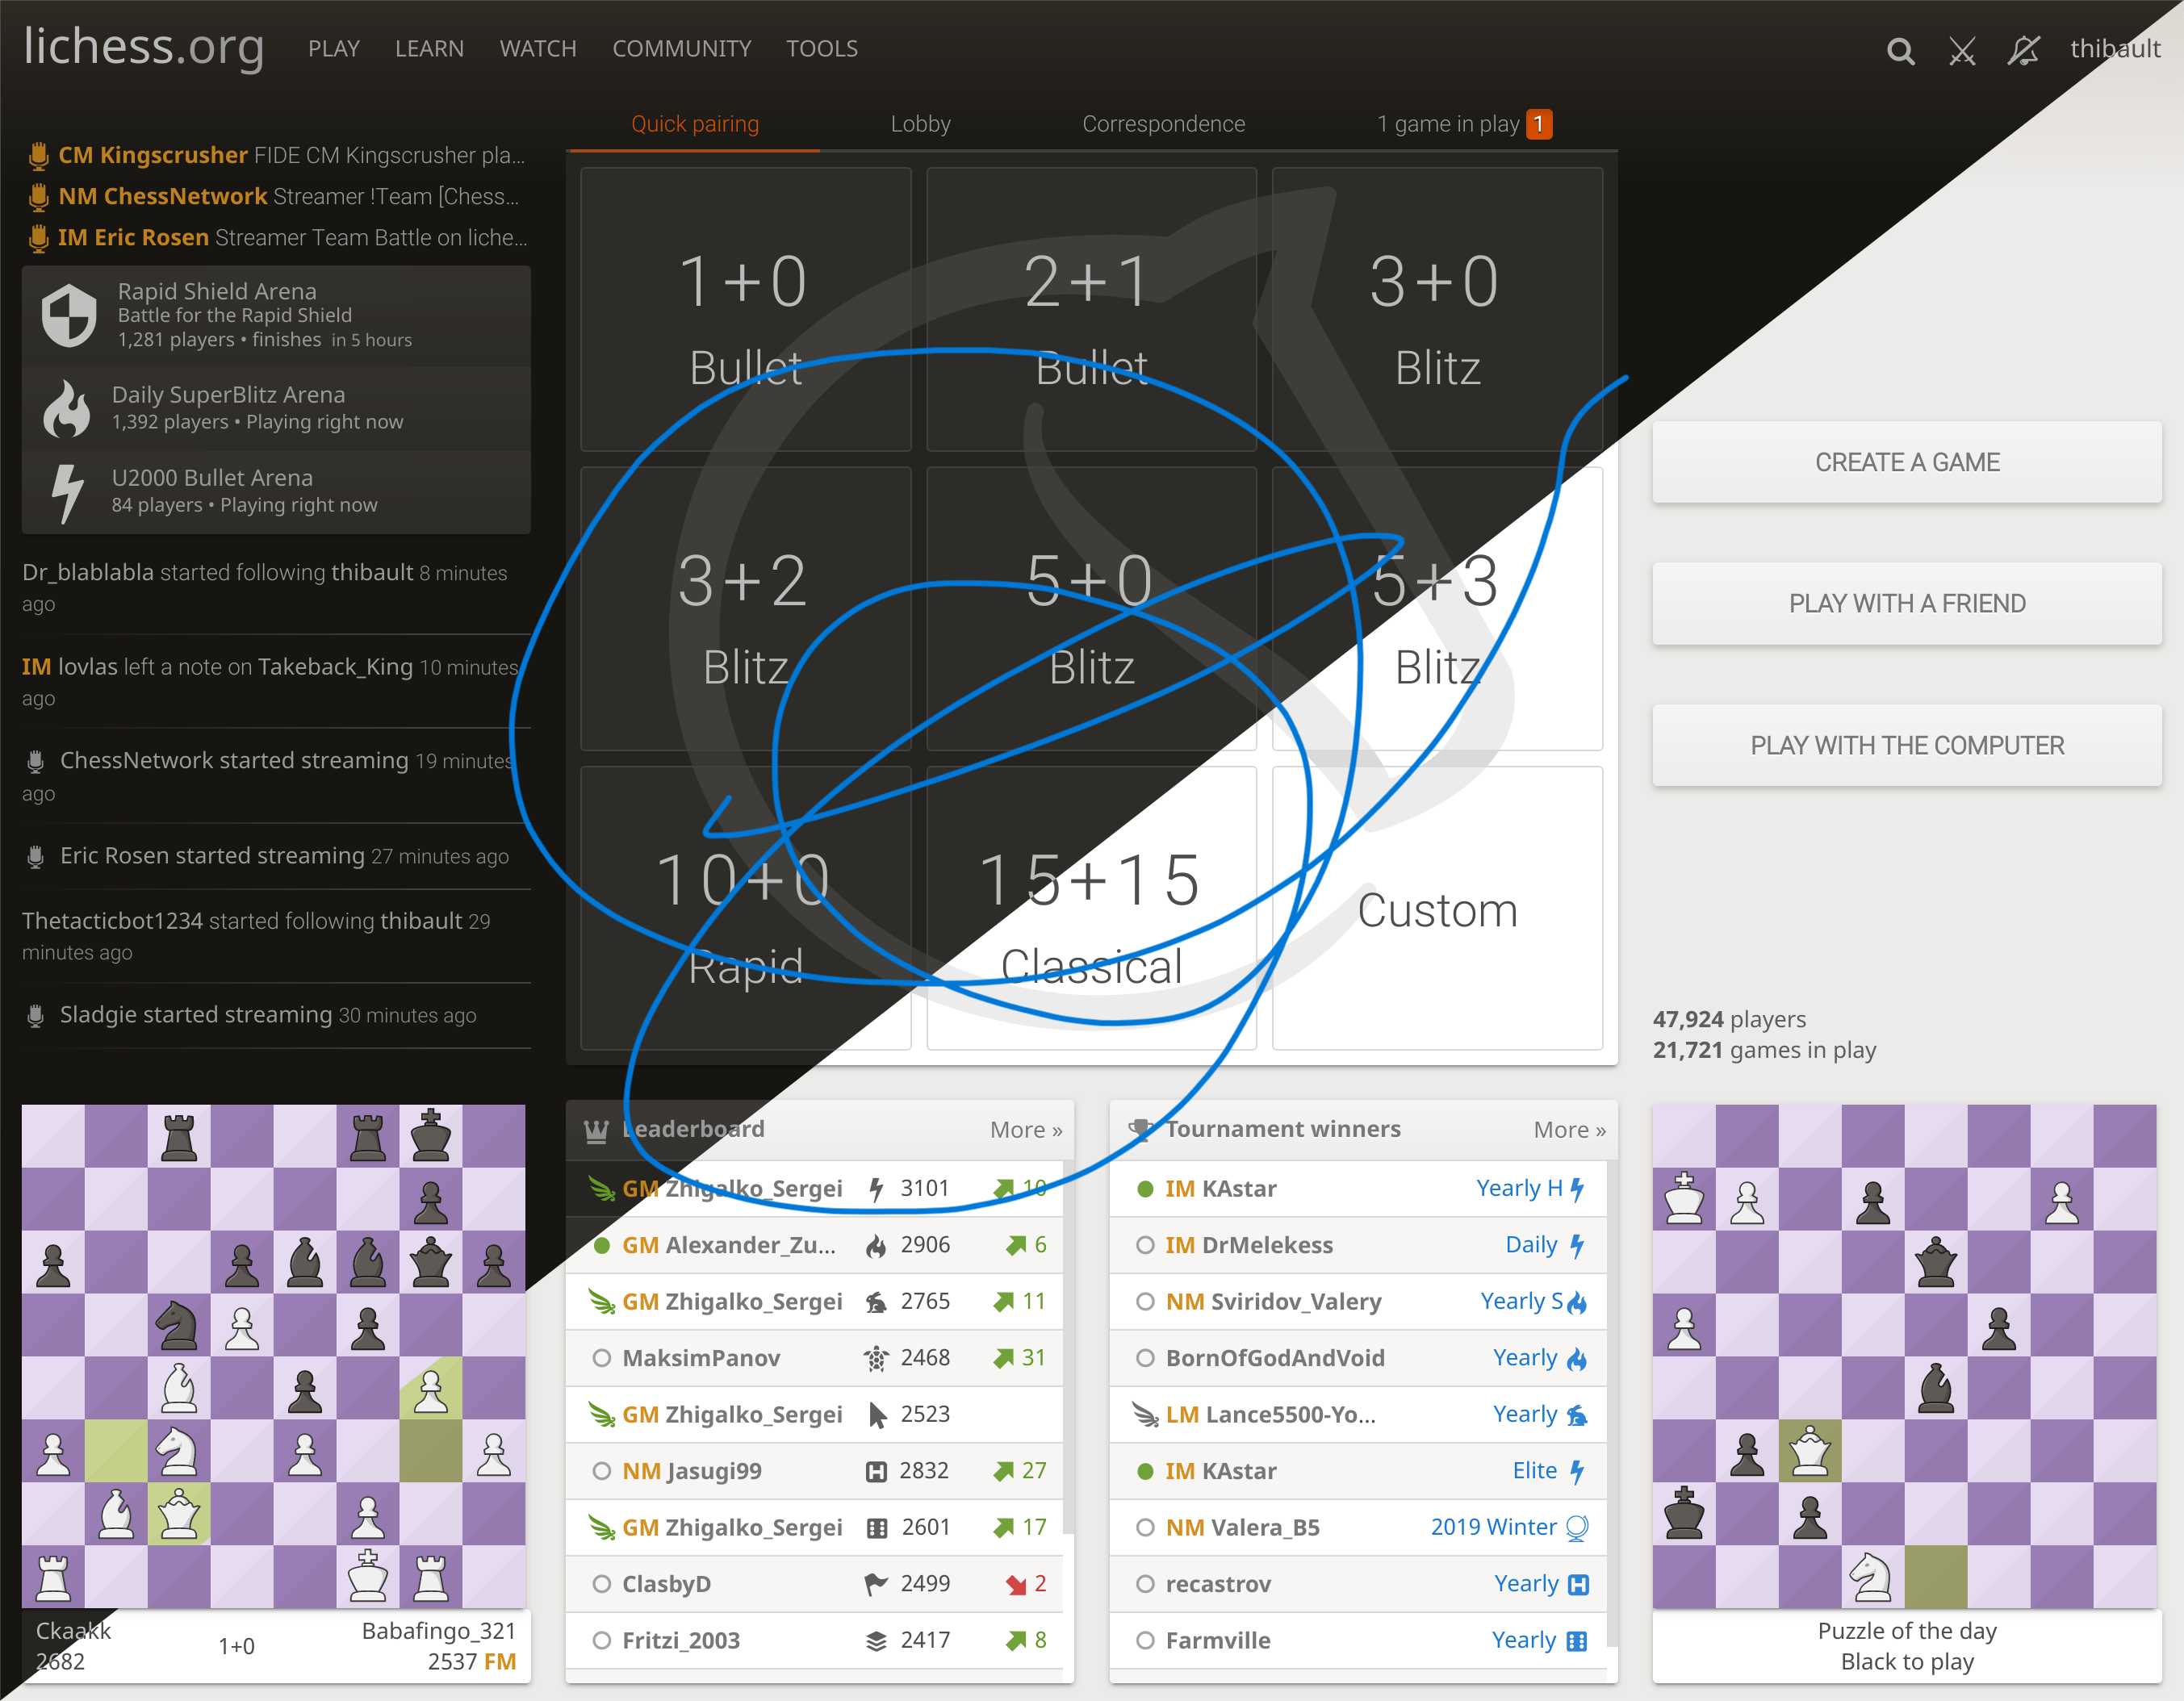 lichess.org PLAY LEARN WATCH COMMUNITY TOOLS thibault
Quick pairing Lobby Correspondence 1 game in play 1
CM Kingscrusher FIDE CM Kingscrusher pla...
NM ChessNetwork Streamer !Team [Chess...
IM Eric Rosen Streamer Team Battle on liche...
Rapid Shield Arena
Battle for the Rapid Shield
1,281 players • finishes in 5 hours
Daily SuperBlitz Arena
1,392 players • Playing right now
U2000 Bullet Arena
84 players • Playing right now
Dr_blablabla started following thibault 8 minutes
ago
IM lovlas left a note on Takeback_King 10 minutes
ago
ChessNetwork started streaming 19 minutes
ago
Eric Rosen started streaming 27 minutes ago
Thetacticbot1234 started following thibault 29
minutes ago
Sladgie started streaming 30 minutes ago
1+0
Bullet
2+1
Bullet
3+0
Blitz
3+2
Blitz
5+0
Blitz
5+3
Blitz
10+0
Rapid
15+15
Classical
Custom
CREATE A GAME
PLAY WITH A FRIEND
PLAY WITH THE COMPUTER
47,924 players
21,721 games in play
Ckaakk
2682
1+0
Babafingo_321
2537 FM
Leaderboard More »
GM Zhigalko_Sergei 3101 10
GM Alexander_Zu... 2906 6
GM Zhigalko_Sergei 2765 11
MaksimPanov 2468 31
GM Zhigalko_Sergei 2523
NM Jasugi99 2832 27
GM Zhigalko_Sergei 2601 17
ClasbyD 2499 2
Fritzi_2003 2417 8
Tournament winners More »
IM KAstar Yearly H
IM DrMelekess Daily
NM Sviridov_Valery Yearly S
BornOfGodAndVoid Yearly
LM Lance5500-Yo... Yearly
IM KAstar Elite
NM Valera_B5 2019 Winter
recastrov Yearly
Farmville Yearly
Puzzle of the day
Black to play